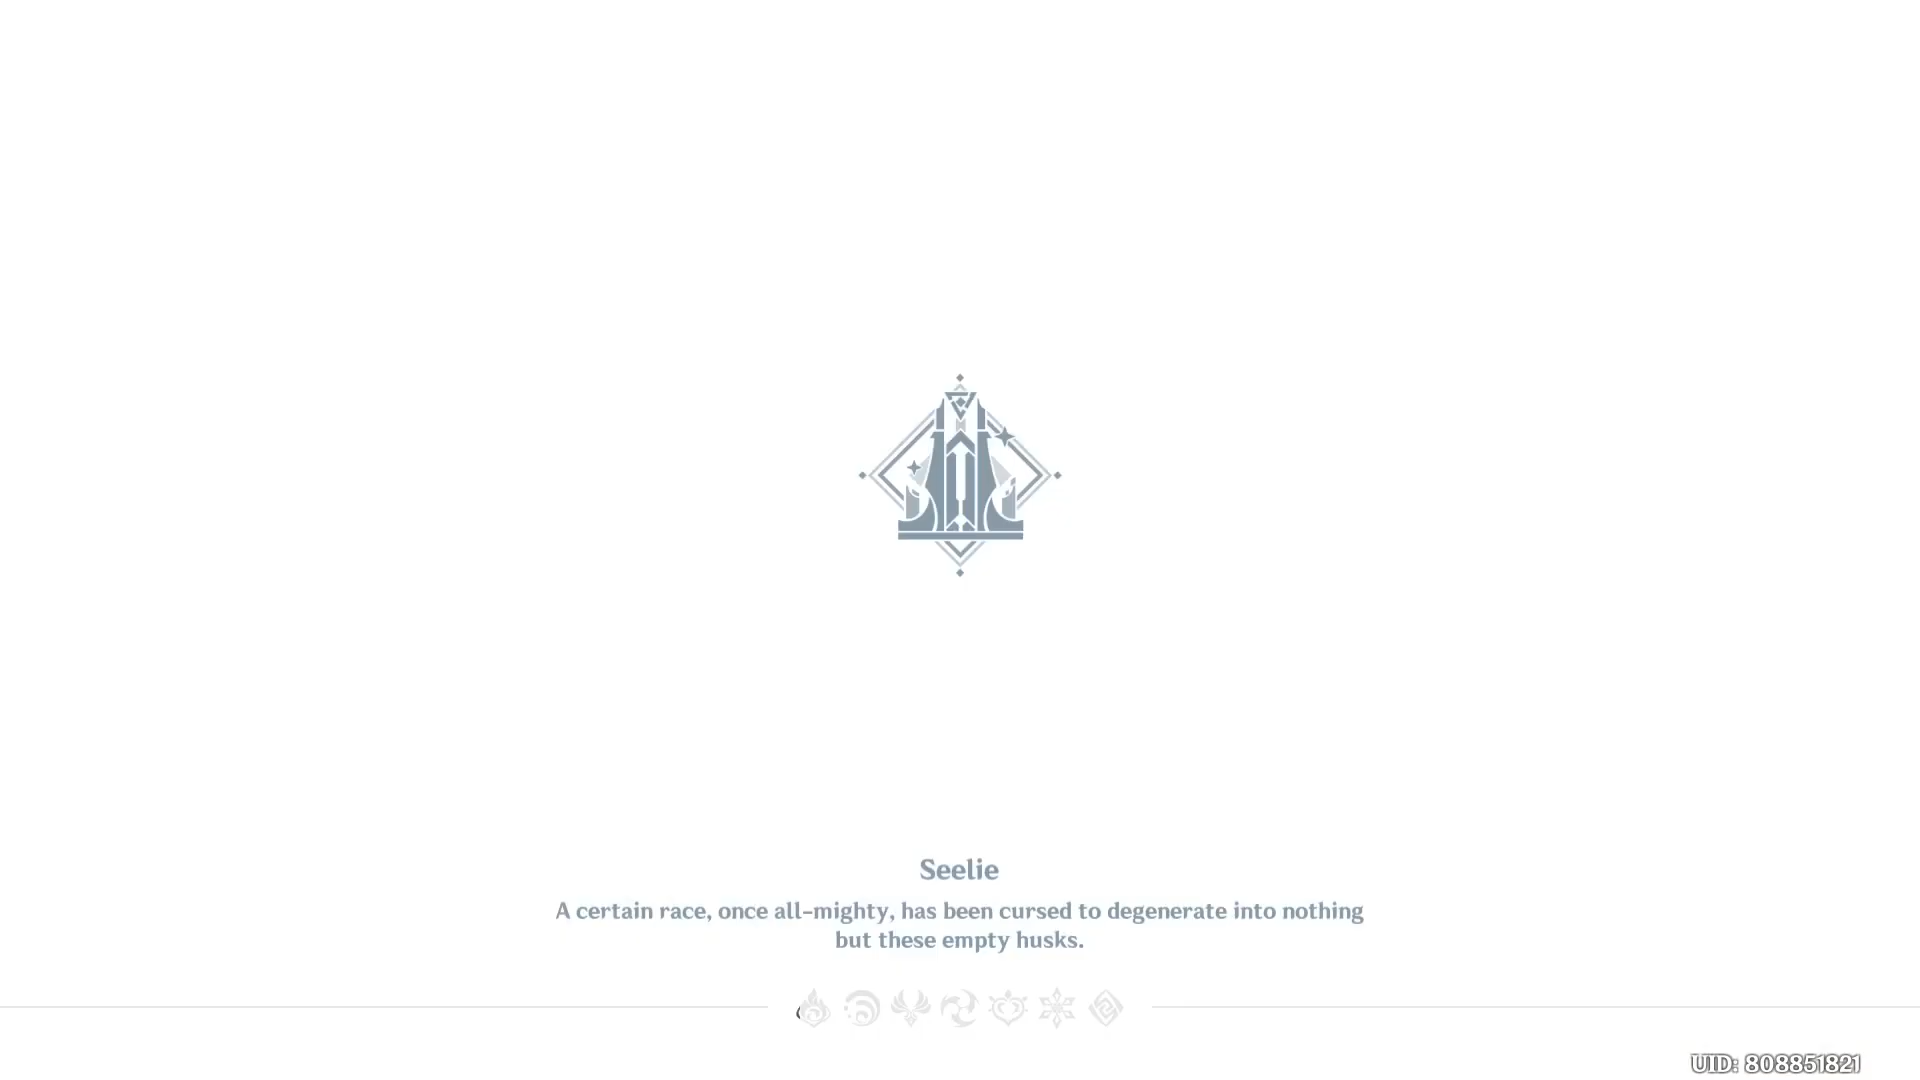 Seelie
A certain race, once all-mighty, has been cursed to degenerate into nothing
but these empty husks.
UID: 808851821